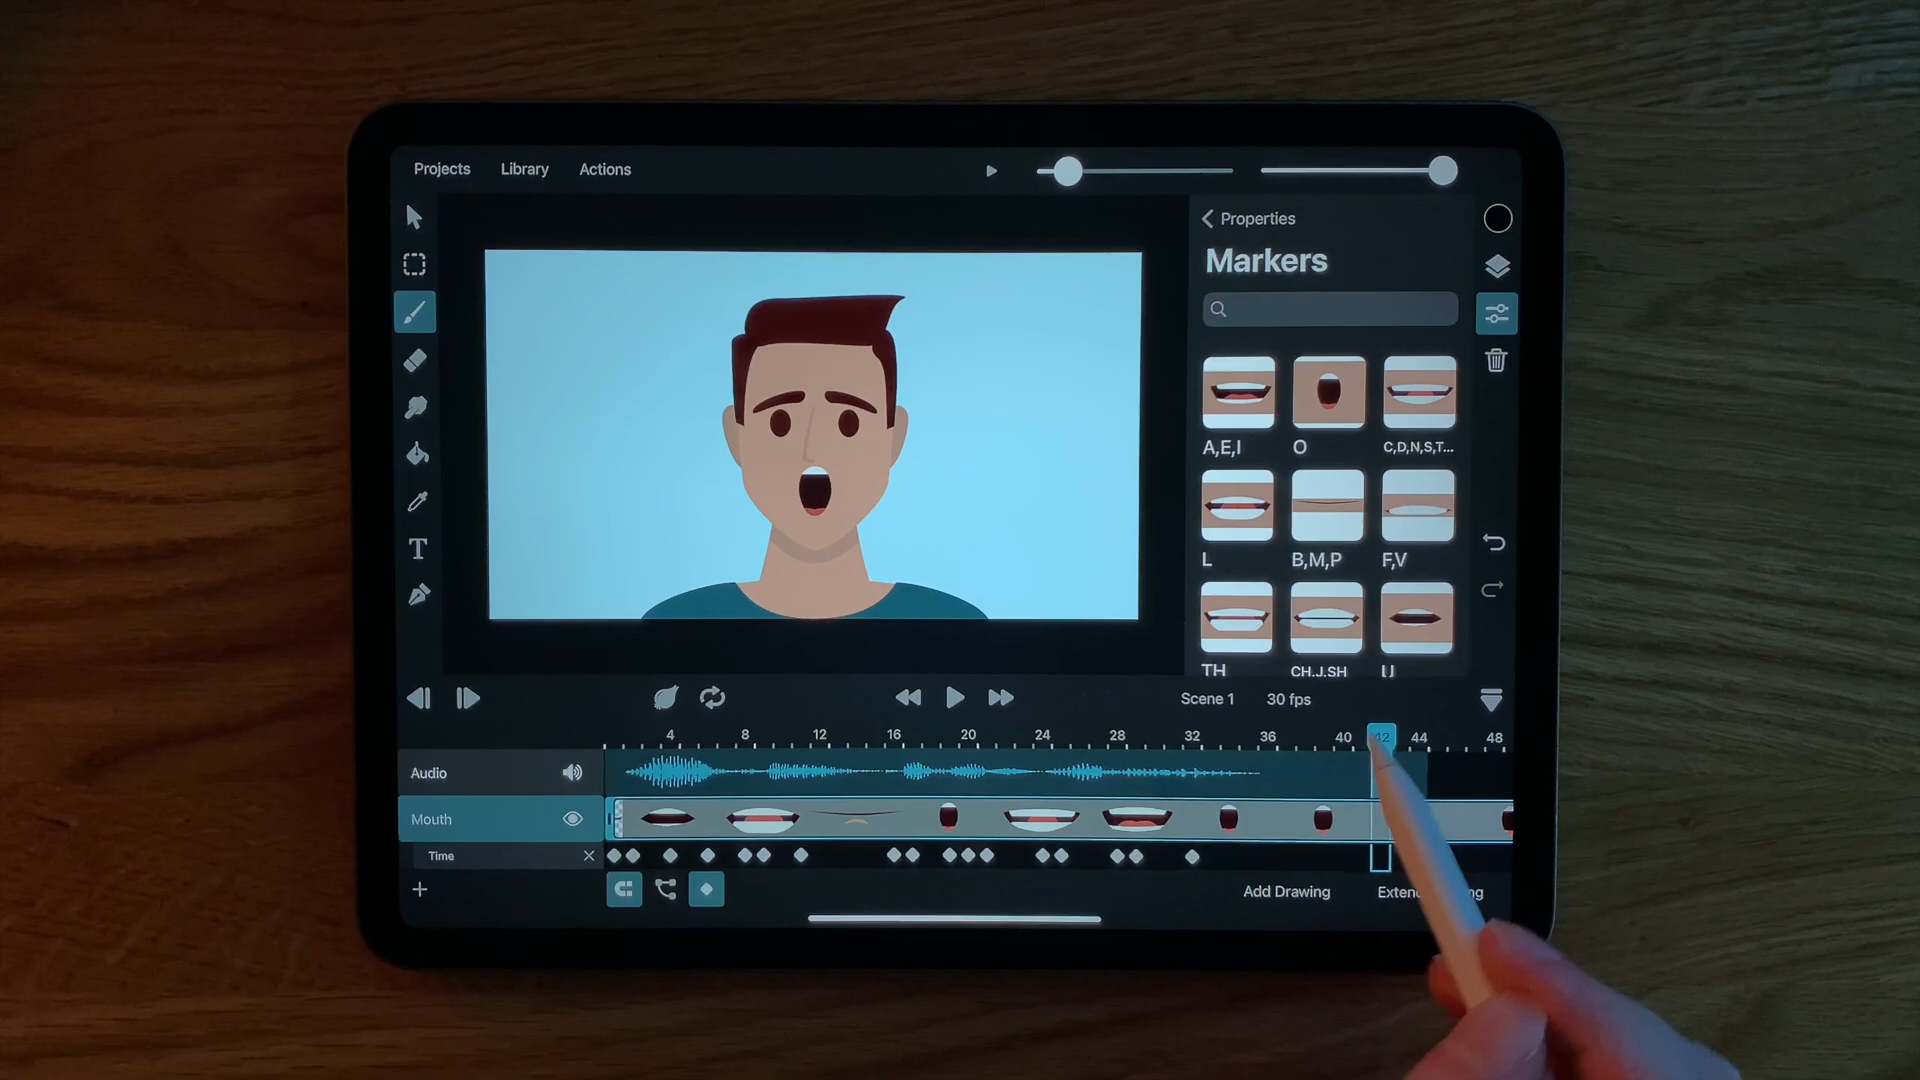 Projects Library Actions
Properties
Markers
A,E,I O C,D,N,S,T...
L B,M,P F,V
TH CH,J,SH U
Scene 1 30 fps
4 8 12 16 20 24 28 32 36 40 42 44 48
Audio
Mouth
Time
Add Drawing